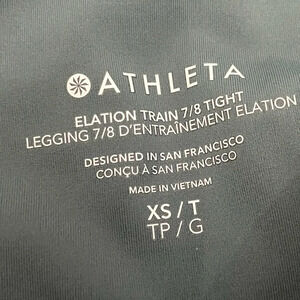 ATHLETA
ELATION TRAIN 7/8 TIGHT
LEGGING 7/8 D'ENTRAÎNEMENT ELATION
DESIGNED IN SAN FRANCISCO
CONÇU À SAN FRANCISCO
MADE IN VIETNAM
XS / T
TP / G